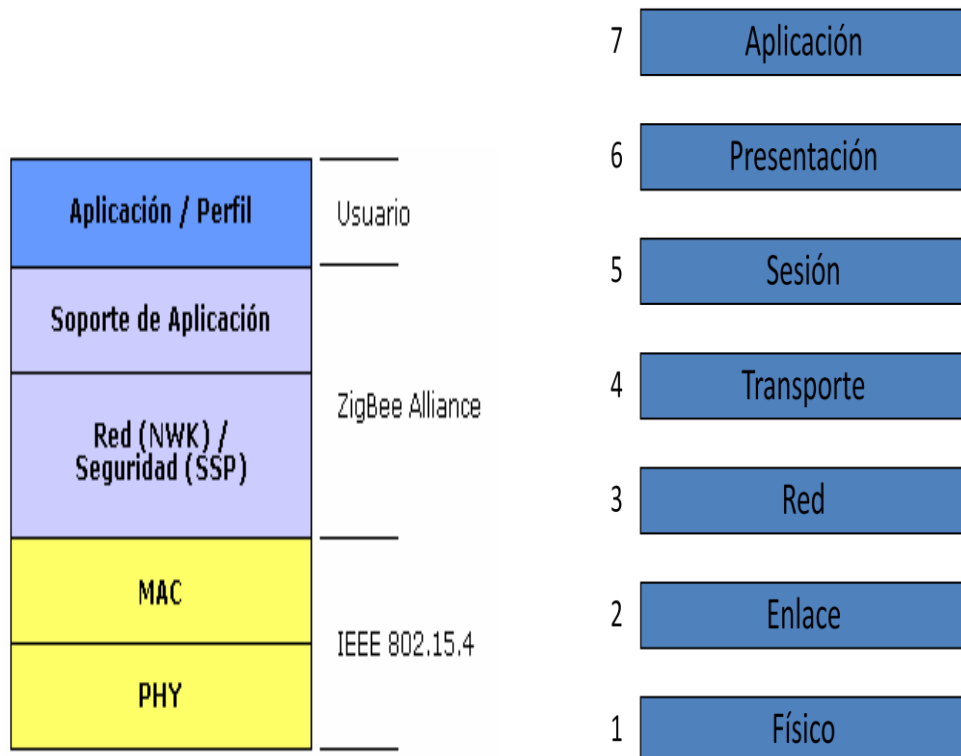 Aplicación / Perfil
Usuario
Soporte de Aplicación
ZigBee Alliance
Red (NWK) /
Seguridad (SSP)
MAC
IEEE 802.15.4
PHY
7 Aplicación
6 Presentación
5 Sesión
4 Transporte
3 Red
2 Enlace
1 Físico